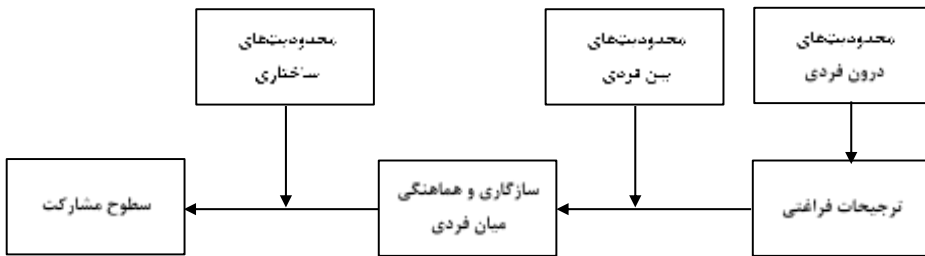 محدودیت‌های
درون فردی
محدودیت‌های
بین فردی
محدودیت‌های
ساختاری
ترجیحات فراغتی
سازگاری و هماهنگی
میان فردی
سطوح مشارکت